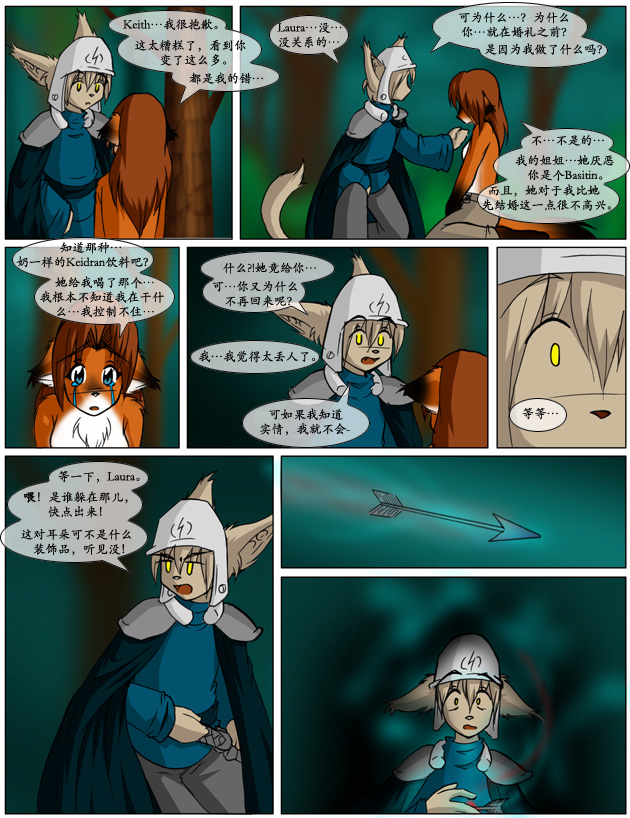 Keith…我很抱歉。
这太糟糕了，看到你
变了这么多。
都是我的错…
Laura…没…
没关系的…
可为什么…？为什么
你…就在婚礼之前？
是因为我做了什么吗？
不…不是的…
我的姐姐…她厌恶
你是个Basitin。
而且，她对于我比她
先结婚这一点很不高兴。
知道那种…
奶一样的Keidran饮料吧？
她给我喝了那个…
我根本不知道我在干什
么…我控制不住…
什么?!她竟给你…
可…你又为什么
不再回来呢？
我…我觉得太丢人了。
可如果我知道
实情，我就不会-
等等…
等一下，Laura。
喂！是谁躲在那儿，
快点出来！
这对耳朵可不是什么
装饰品，听见没！